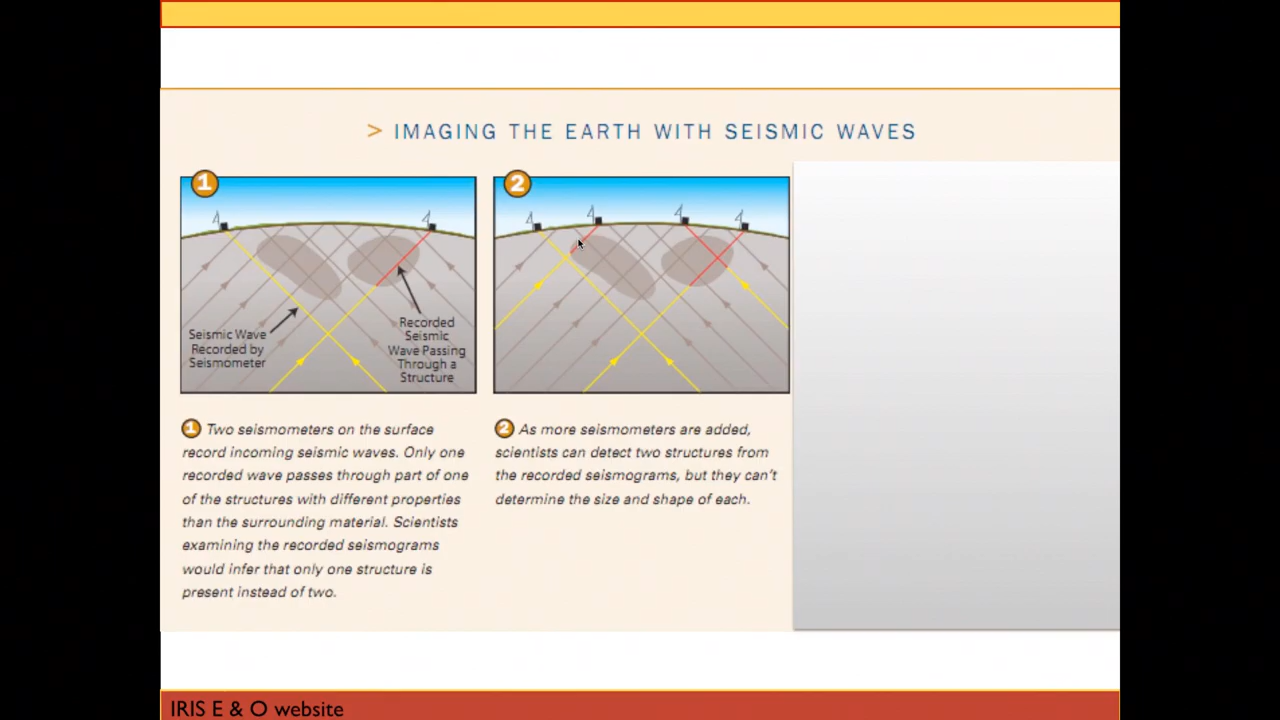 > IMAGING THE EARTH WITH SEISMIC WAVES
1
2
Seismic Wave
Recorded by
Seismometer
Recorded
Seismic
Wave Passing
Through a
Structure
1 Two seismometers on the surface
record incoming seismic waves. Only one
recorded wave passes through part of one
of the structures with different properties
than the surrounding material. Scientists
examining the recorded seismograms
would infer that only one structure is
present instead of two.
2 As more seismometers are added,
scientists can detect two structures from
the recorded seismograms, but they can't
determine the size and shape of each.
IRIS E & O website